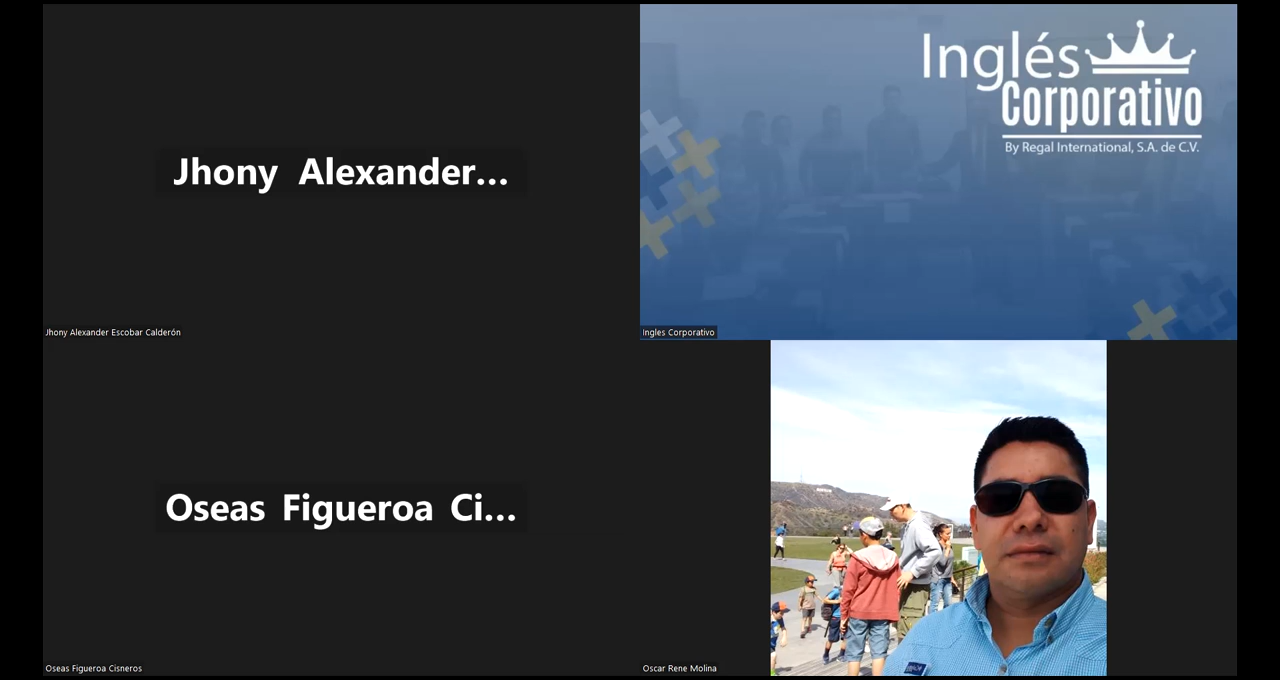 Jhony Alexander...
Jhony Alexander Escobar Calderón
Inglés
Corporativo
By Regal International, S.A. de C.V.
Ingles Corporativo
Oseas Figueroa Ci...
Oseas Figueroa Cisneros
Oscar Rene Molina